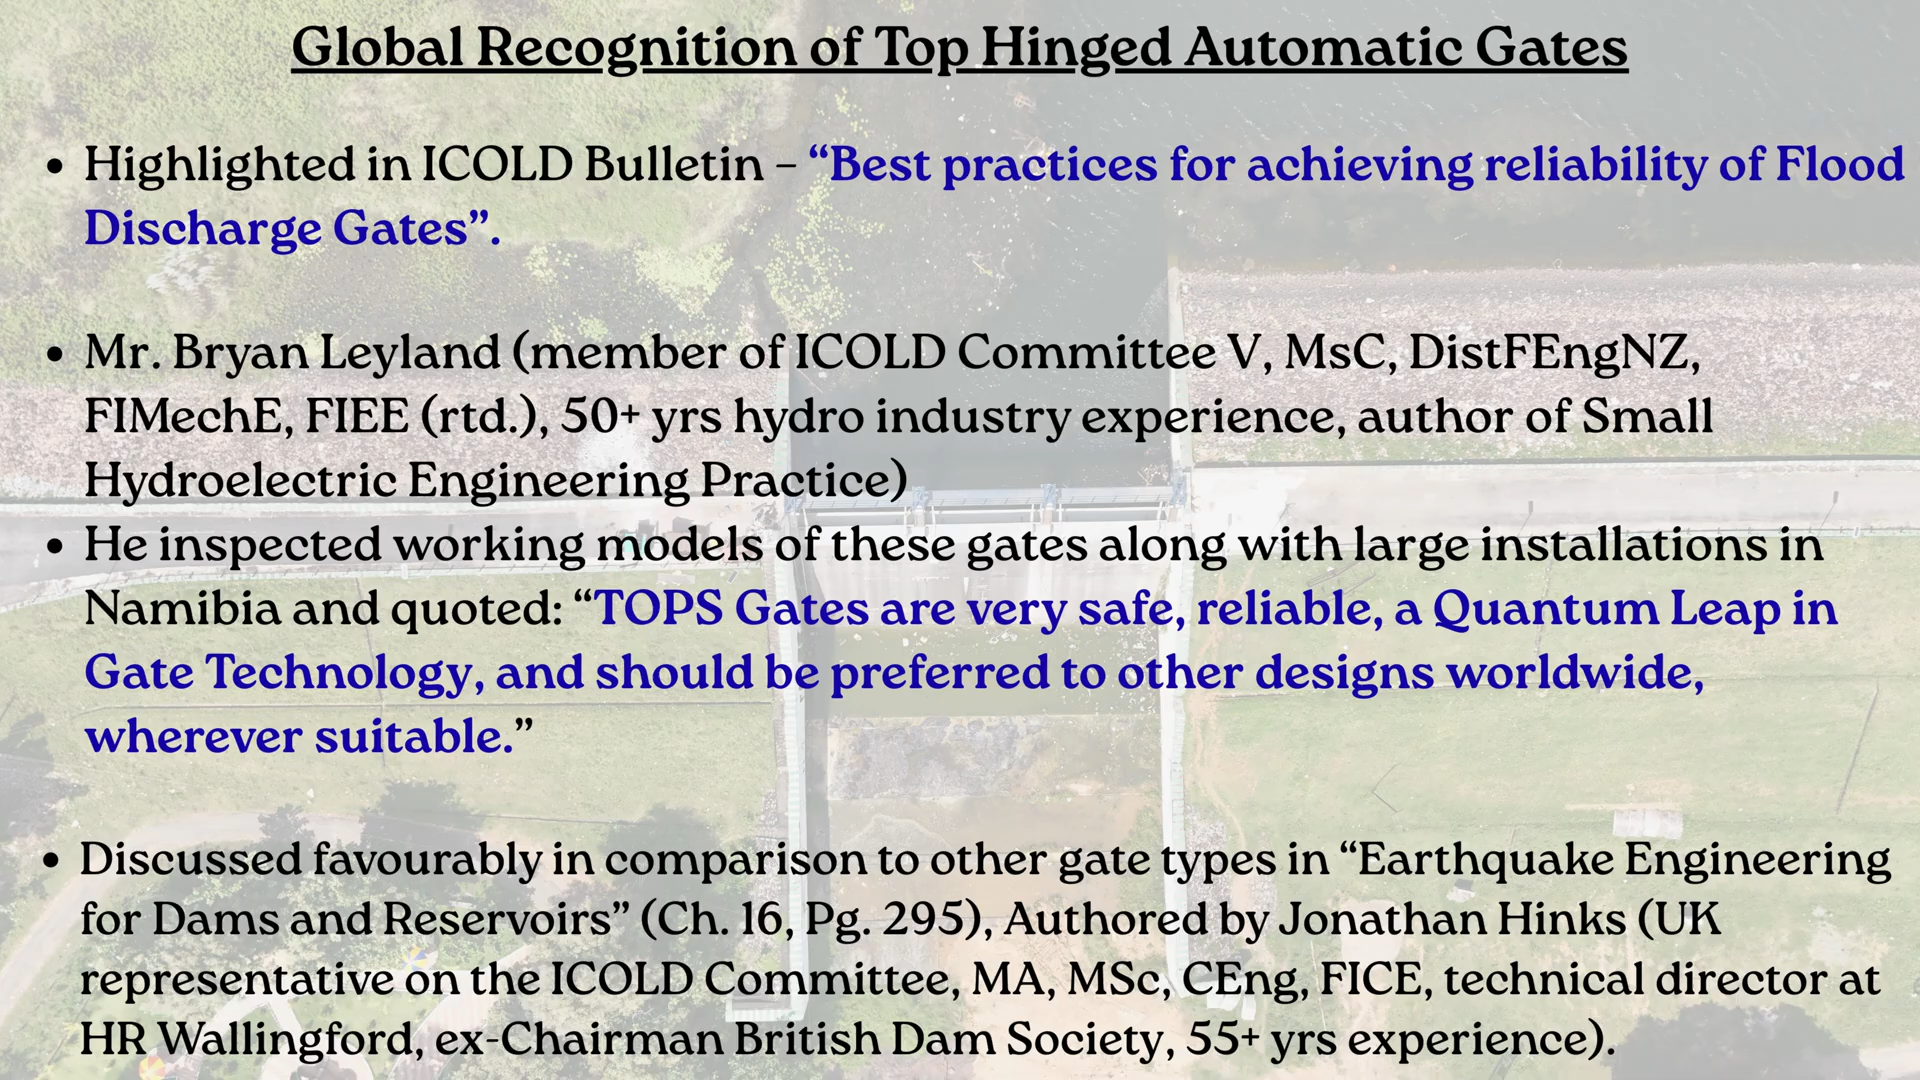 Global Recognition of Top Hinged Automatic Gates
• Highlighted in ICOLD Bulletin – “Best practices for achieving reliability of Flood
Discharge Gates”.
• Mr. Bryan Leyland (member of ICOLD Committee V, MsC, DistFEngNZ,
FIMechE, FIEE (rtd.), 50+ yrs hydro industry experience, author of Small
Hydroelectric Engineering Practice)
• He inspected working models of these gates along with large installations in
Namibia and quoted: “TOPS Gates are very safe, reliable, a Quantum Leap in
Gate Technology, and should be preferred to other designs worldwide,
wherever suitable.”
• Discussed favourably in comparison to other gate types in “Earthquake Engineering
for Dams and Reservoirs” (Ch. 16, Pg. 295), Authored by Jonathan Hinks (UK
representative on the ICOLD Committee, MA, MSc, CEng, FICE, technical director at
HR Wallingford, ex-Chairman British Dam Society, 55+ yrs experience).